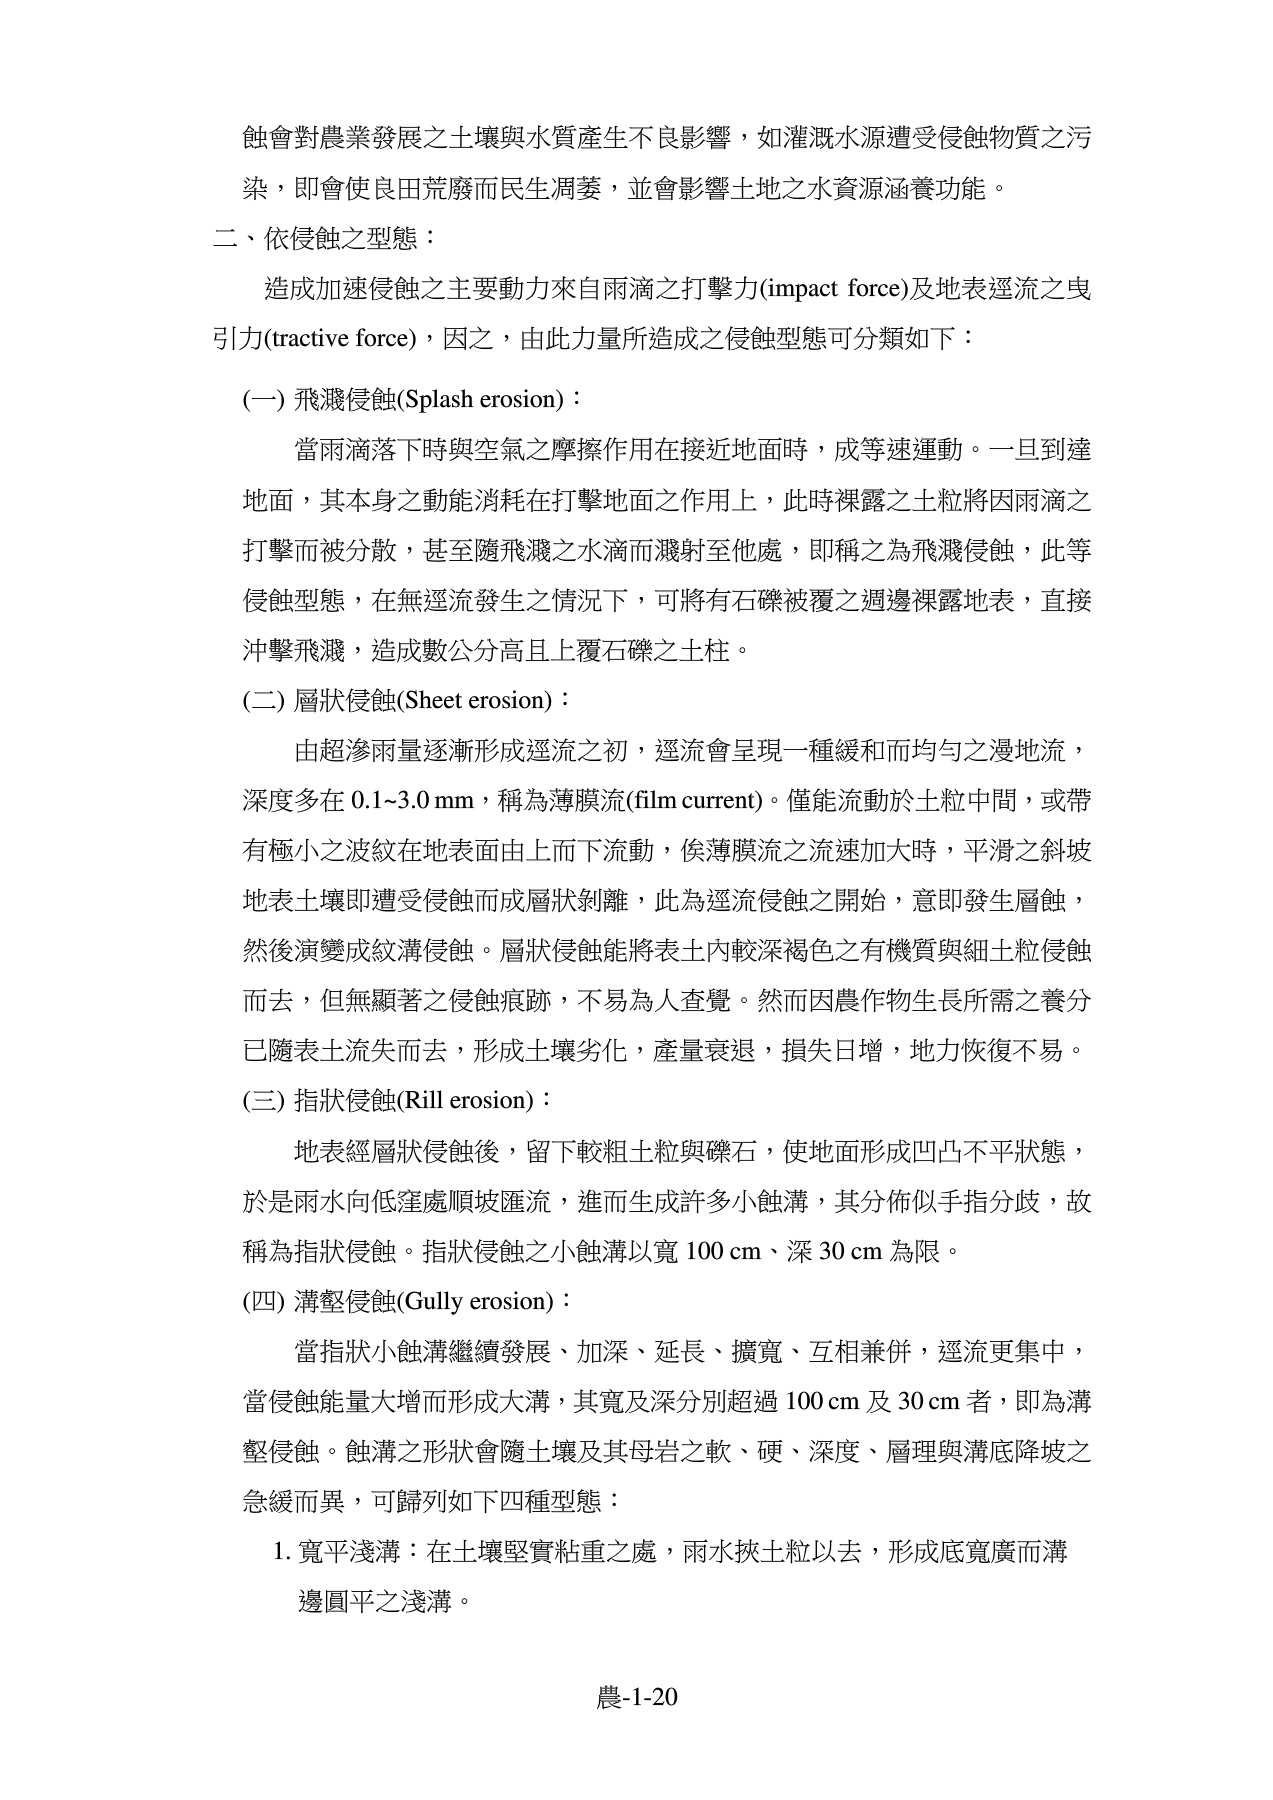 蝕會對農業發展之土壤與水質產生不良影響，如灌溉水源遭受侵蝕物質之污
染，即會使良田荒廢而民生凋萎，並會影響土地之水資源涵養功能。
二、依侵蝕之型態：
造成加速侵蝕之主要動力來自雨滴之打擊力(impact force)及地表逕流之曳
引力(tractive force)，因之，由此力量所造成之侵蝕型態可分類如下：
(一) 飛濺侵蝕(Splash erosion)：
當雨滴落下時與空氣之摩擦作用在接近地面時，成等速運動。一旦到達
地面，其本身之動能消耗在打擊地面之作用上，此時裸露之土粒將因雨滴之
打擊而被分散，甚至隨飛濺之水滴而濺射至他處，即稱之為飛濺侵蝕，此等
侵蝕型態，在無逕流發生之情況下，可將有石礫被覆之週邊裸露地表，直接
沖擊飛濺，造成數公分高且上覆石礫之土柱。
(二) 層狀侵蝕(Sheet erosion)：
由超滲雨量逐漸形成逕流之初，逕流會呈現一種緩和而均勻之漫地流，
深度多在 0.1~3.0 mm，稱為薄膜流(film current)。僅能流動於土粒中間，或帶
有極小之波紋在地表面由上而下流動，俟薄膜流之流速加大時，平滑之斜坡
地表土壤即遭受侵蝕而成層狀剝離，此為逕流侵蝕之開始，意即發生層蝕，
然後演變成紋溝侵蝕。層狀侵蝕能將表土內較深褐色之有機質與細土粒侵蝕
而去，但無顯著之侵蝕痕跡，不易為人查覺。然而因農作物生長所需之養分
已隨表土流失而去，形成土壤劣化，產量衰退，損失日增，地力恢復不易。
(三) 指狀侵蝕(Rill erosion)：
地表經層狀侵蝕後，留下較粗土粒與礫石，使地面形成凹凸不平狀態，
於是雨水向低窪處順坡匯流，進而生成許多小蝕溝，其分佈似手指分歧，故
稱為指狀侵蝕。指狀侵蝕之小蝕溝以寬 100 cm、深 30 cm 為限。
(四) 溝壑侵蝕(Gully erosion)：
當指狀小蝕溝繼續發展、加深、延長、擴寬、互相兼併，逕流更集中，
當侵蝕能量大增而形成大溝，其寬及深分別超過 100 cm 及 30 cm 者，即為溝
壑侵蝕。蝕溝之形狀會隨土壤及其母岩之軟、硬、深度、層理與溝底降坡之
急緩而異，可歸列如下四種型態：
1. 寬平淺溝：在土壤堅實粘重之處，雨水挾土粒以去，形成底寬廣而溝
邊圓平之淺溝。
農-1-20